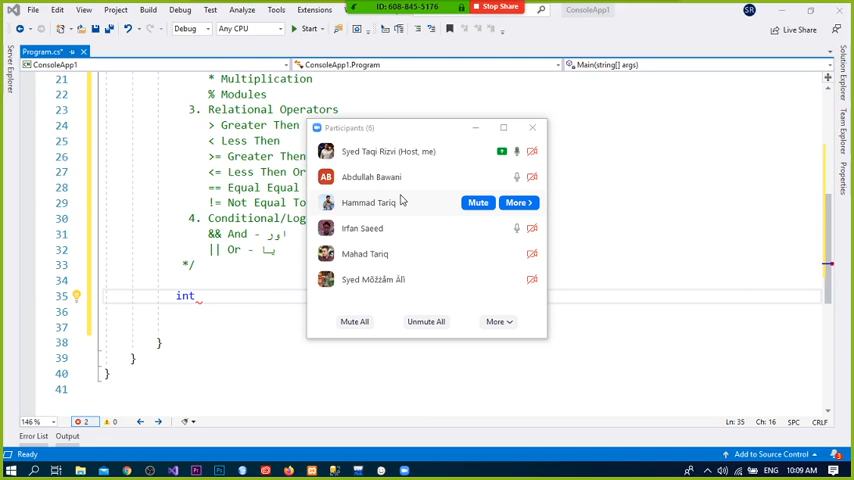 ID: 608-845-5176 Stop Share
File Edit View Project Build Debug Test Analyze Tools Extensions ConsoleApp1 SR
Debug Any CPU Start Live Share
Program.cs*
ConsoleApp1 ConsoleApp1.Program Main(string[] args)
Server Explorer
Solution Explorer
Team Explorer
Properties
21 * Multiplication
22 % Modules
23 3. Relational Operators
24 > Greater Then
25 < Less Then
26 >= Greater Then
27 <= Less Then Or
28 == Equal Equal
29 != Not Equal To
30 4. Conditional/Log
31 && And - اور
32 || Or - یا
33 */
34
35 int
36
37
38 }
39 }
40 }
41
Participants (6)
Syed Taqi Rizvi (Host, me)
AB Abdullah Bawani
Hammad Tariq Mute More >
Irfan Saeed
Mahad Tariq
Syed Mõžžåm Älì
Mute All Unmute All More
146 % 2 0 Ln: 35 Ch: 16 SPC CRLF
Error List Output
Ready Add to Source Control 3
Pr Ps ENG 10:09 AM